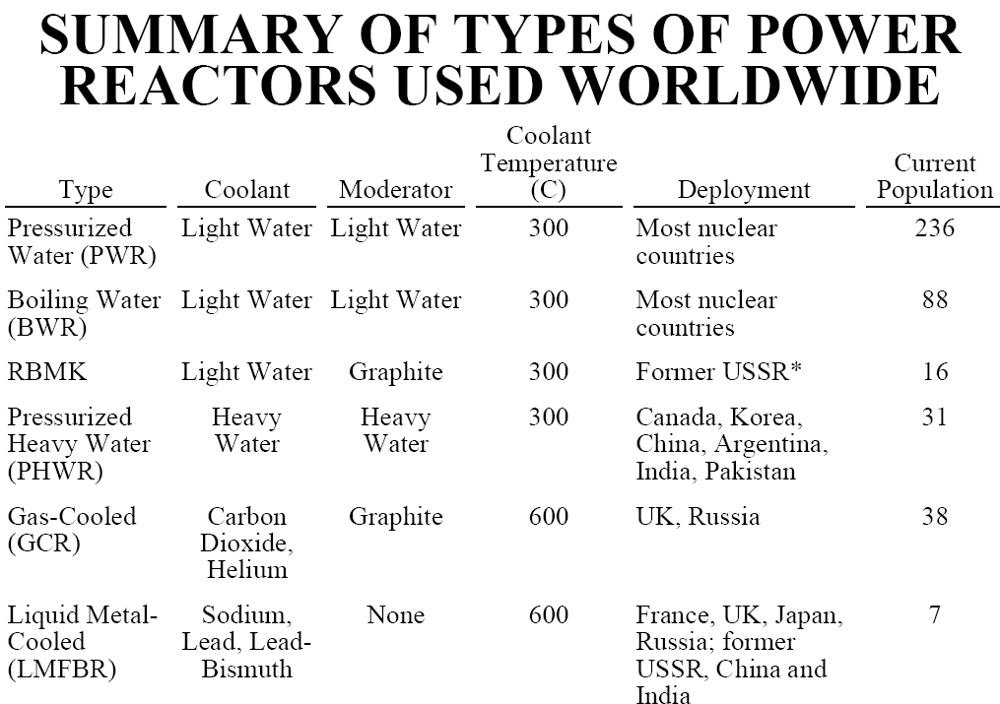 SUMMARY OF TYPES OF POWER
REACTORS USED WORLDWIDE
Type
Coolant
Moderator
Coolant
Temperature
(C)
Deployment
Current
Population
Pressurized
Water (PWR)
Light Water
Light Water
300
Most nuclear
countries
236
Boiling Water
(BWR)
Light Water
Light Water
300
Most nuclear
countries
88
RBMK
Light Water
Graphite
300
Former USSR*
16
Pressurized
Heavy Water
(PHWR)
Heavy
Water
Heavy
Water
300
Canada, Korea,
China, Argentina,
India, Pakistan
31
Gas-Cooled
(GCR)
Carbon
Dioxide,
Helium
Graphite
600
UK, Russia
38
Liquid Metal-
Cooled
(LMFBR)
Sodium,
Lead, Lead-
Bismuth
None
600
France, UK, Japan,
Russia; former
USSR, China and
India
7